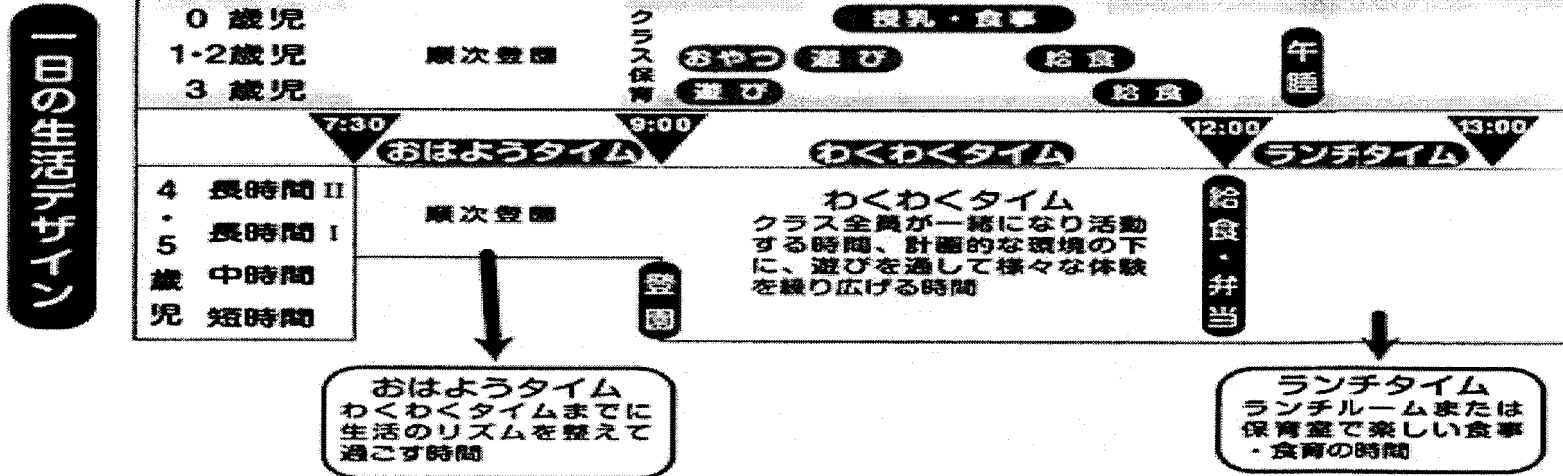 一日の生活デザイン
0 歳児
1・2歳児
3 歳児
順次登園
クラス保育
授乳・食事
おやつ
遊び
給食
遊び
給食
午睡
7:30
9:00
12:00
13:00
おはようタイム
わくわくタイム
ランチタイム
4・5歳児
長時間 II
長時間 I
中時間
短時間
順次登園
登園
わくわくタイム
クラス全員が一緒になり活動
する時間、計画的な環境の下
に、遊びを通して様々な体験
を繰り広げる時間
給食・弁当
おはようタイム
わくわくタイムまでに
生活のリズムを整えて
過ごす時間
ランチタイム
ランチルームまたは
保育室で楽しい食事
・食育の時間